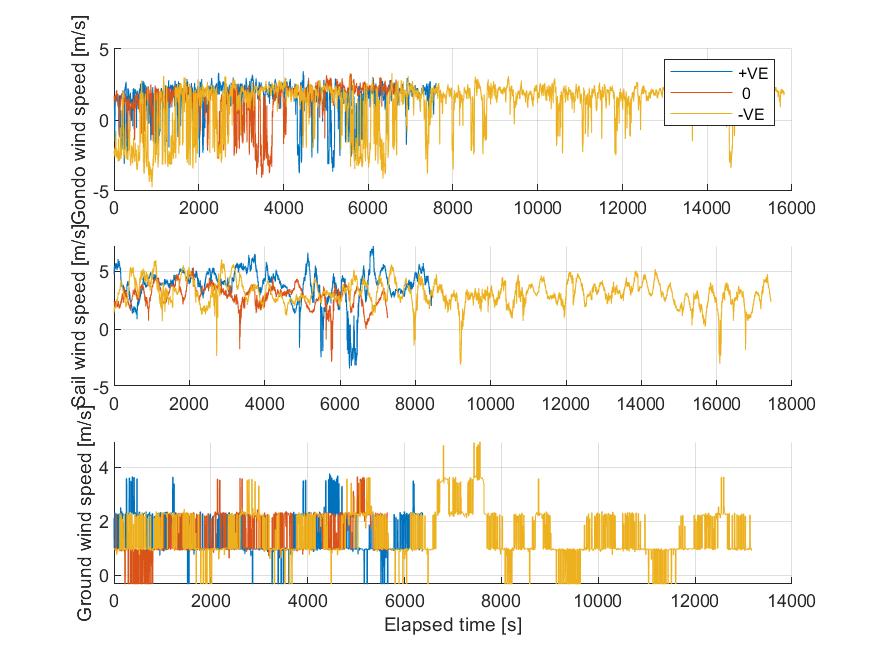 Gondo wind speed [m/s]
5
0
-5
+VE
0
-VE
0 2000 4000 6000 8000 10000 12000 14000 16000
Sail wind speed [m/s]
5
0
-5
0 2000 4000 6000 8000 10000 12000 14000 16000 18000
Ground wind speed [m/s]
4
2
0
0 2000 4000 6000 8000 10000 12000 14000
Elapsed time [s]